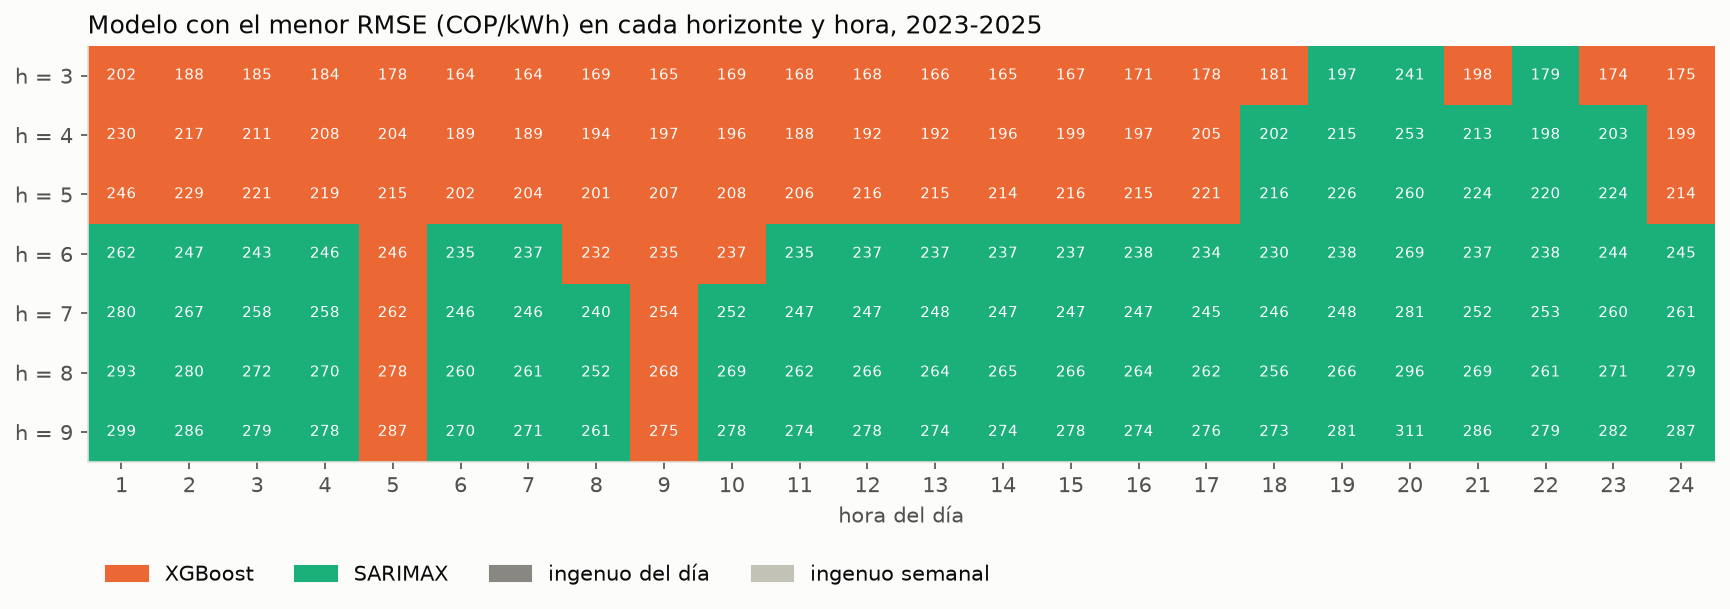 Modelo con el menor RMSE (COP/kWh) en cada horizonte y hora, 2023-2025
h = 3 202 188 185 184 178 164 164 169 165 169 168 168 166 165 167 171 178 181 197 241 198 179 174 175
h = 4 230 217 211 208 204 189 189 194 197 196 188 192 192 196 199 197 205 202 215 253 213 198 203 199
h = 5 246 229 221 219 215 202 204 201 207 208 206 216 215 214 216 215 221 216 226 260 224 220 224 214
h = 6 262 247 243 246 246 235 237 232 235 237 235 237 237 237 237 238 234 230 238 269 237 238 244 245
h = 7 280 267 258 258 262 246 246 240 254 252 247 247 248 247 247 247 245 246 248 281 252 253 260 261
h = 8 293 280 272 270 278 260 261 252 268 269 262 266 264 265 266 264 262 256 266 296 269 261 271 279
h = 9 299 286 279 278 287 270 271 261 275 278 274 278 274 274 278 274 276 273 281 311 286 279 282 287
1 2 3 4 5 6 7 8 9 10 11 12 13 14 15 16 17 18 19 20 21 22 23 24
hora del día
XGBoost SARIMAX ingenuo del día ingenuo semanal